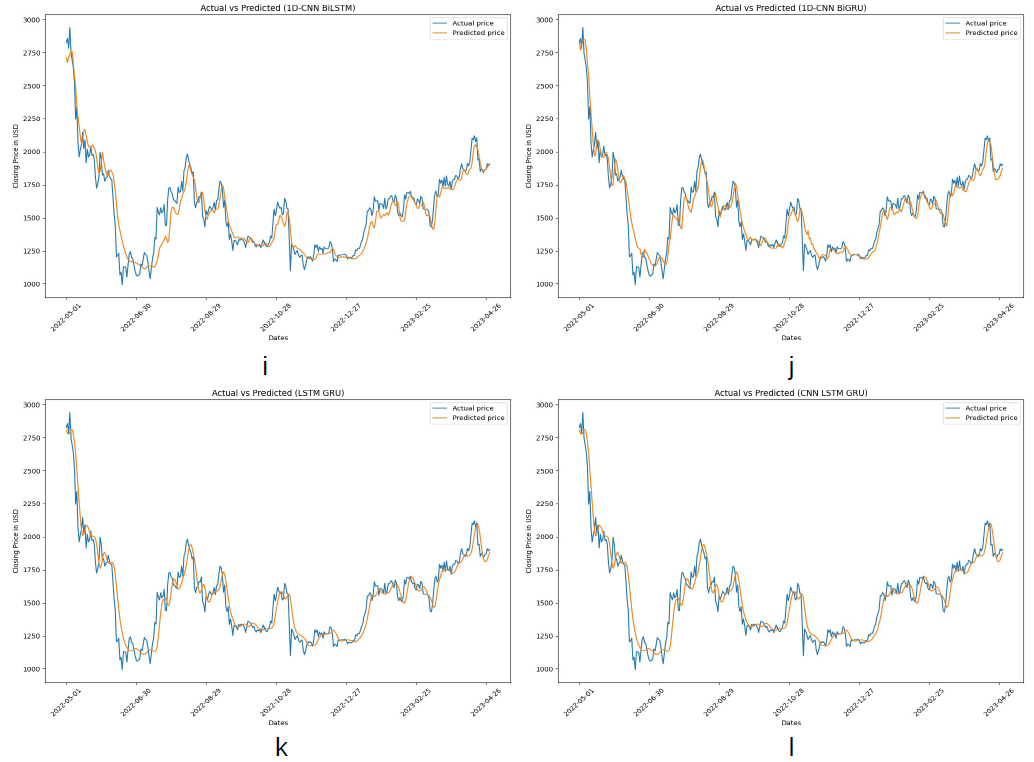 Actual vs Predicted (1D-CNN BiLSTM)
Closing Price in USD
3000
2750
2500
2250
2000
1750
1500
1250
1000
Actual price
Predicted price
2022-05-01
2022-06-30
2022-08-29
2022-10-28
2022-12-27
2023-02-25
2023-04-26
Dates
i
Actual vs Predicted (1D-CNN BiGRU)
Closing Price in USD
3000
2750
2500
2250
2000
1750
1500
1250
1000
Actual price
Predicted price
2022-05-01
2022-06-30
2022-08-29
2022-10-28
2022-12-27
2023-02-25
2023-04-26
Dates
j
Actual vs Predicted (LSTM GRU)
Closing Price in USD
3000
2750
2500
2250
2000
1750
1500
1250
1000
Actual price
Predicted price
2022-05-01
2022-06-30
2022-08-29
2022-10-28
2022-12-27
2023-02-25
2023-04-26
Dates
k
Actual vs Predicted (CNN LSTM GRU)
Closing Price in USD
3000
2750
2500
2250
2000
1750
1500
1250
1000
Actual price
Predicted price
2022-05-01
2022-06-30
2022-08-29
2022-10-28
2022-12-27
2023-02-25
2023-04-26
Dates
l